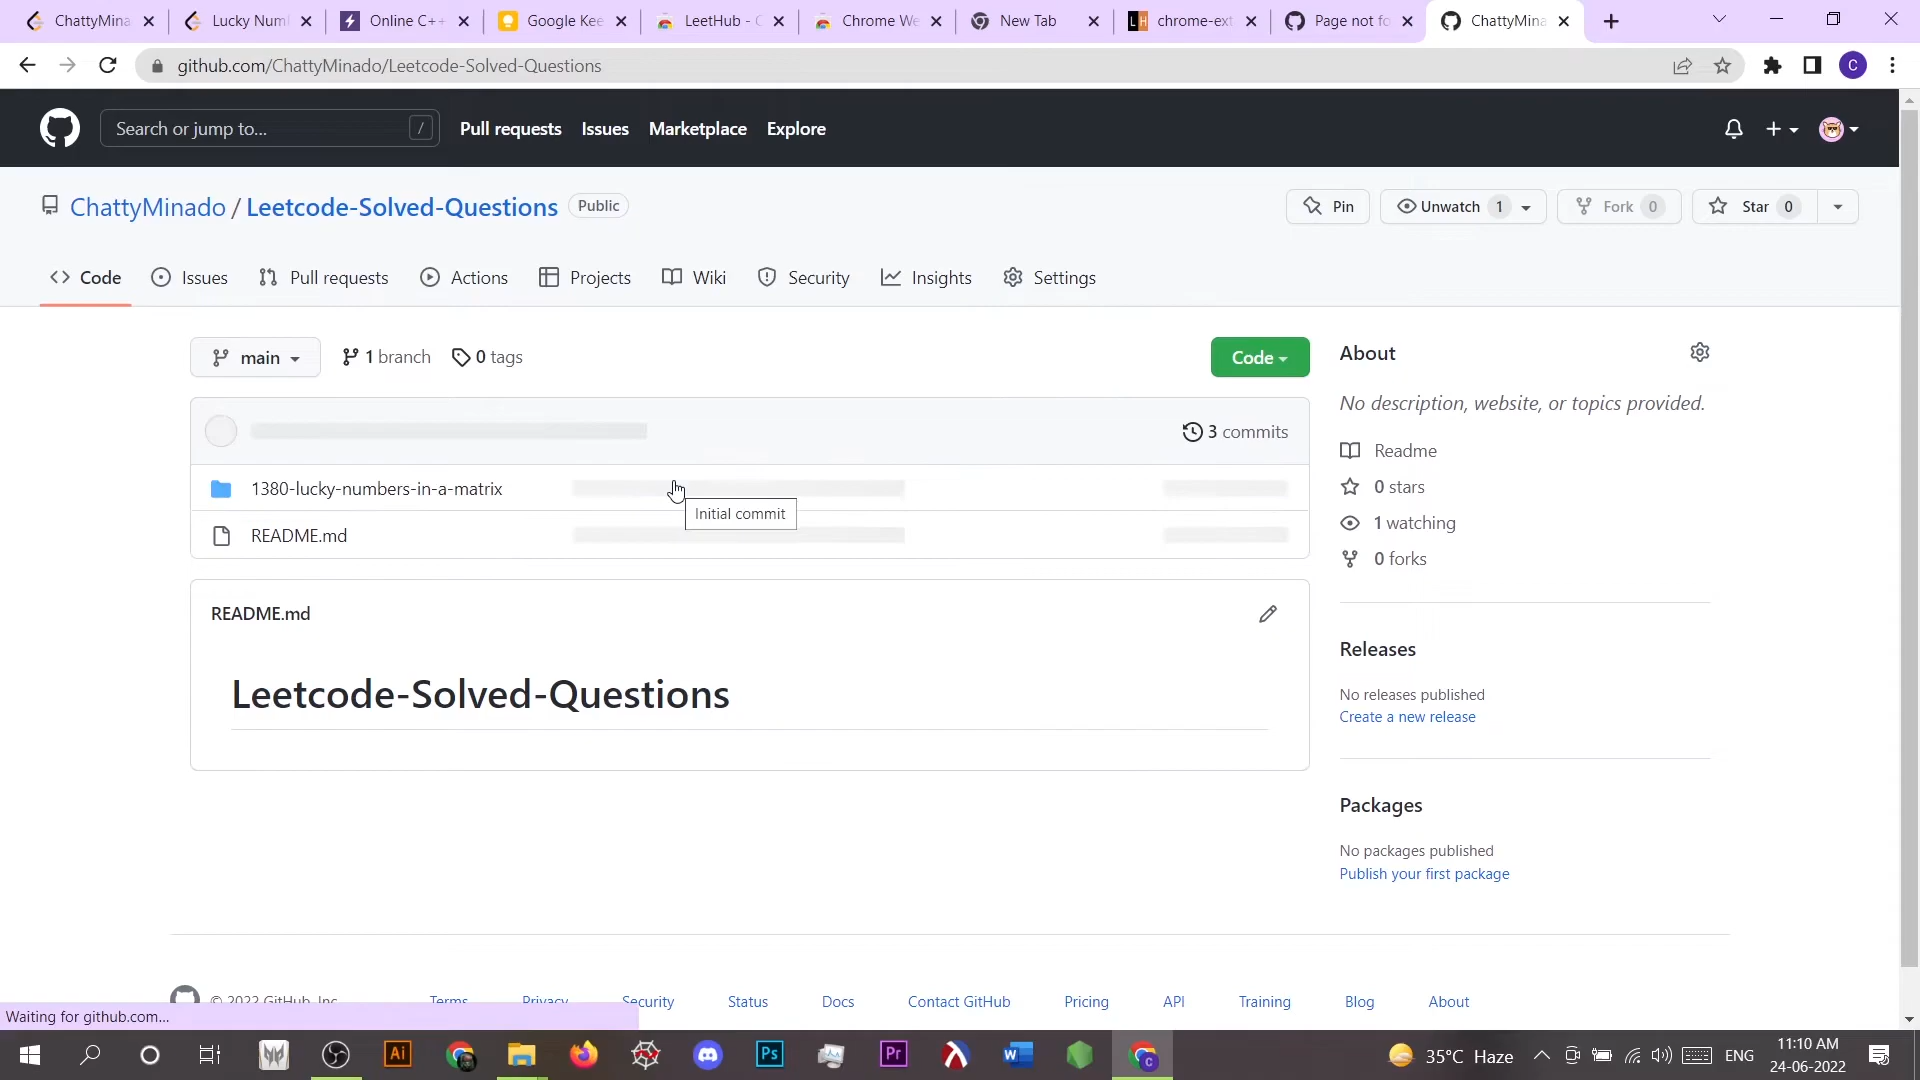 ChattyMina
Lucky Num
Online C++
Google Kee
LeetHub - C
Chrome We
New Tab
chrome-ext
Page not fo
ChattyMina
github.com/ChattyMinado/Leetcode-Solved-Questions
C
Search or jump to...
/
Pull requests
Issues
Marketplace
Explore
ChattyMinado / Leetcode-Solved-Questions
Public
Pin
Unwatch 1
Fork 0
Star 0
Code
Issues
Pull requests
Actions
Projects
Wiki
Security
Insights
Settings
main
1 branch
0 tags
Code
3 commits
1380-lucky-numbers-in-a-matrix
Initial commit
README.md
README.md
Leetcode-Solved-Questions
About
No description, website, or topics provided.
Readme
0 stars
1 watching
0 forks
Releases
No releases published
Create a new release
Packages
No packages published
Publish your first package
© 2022 GitHub, Inc.
Terms
Privacy
Security
Status
Docs
Contact GitHub
Pricing
API
Training
Blog
About
Waiting for github.com...
Ai
Ps
Pr
35°C Haze
ENG
11:10 AM
24-06-2022